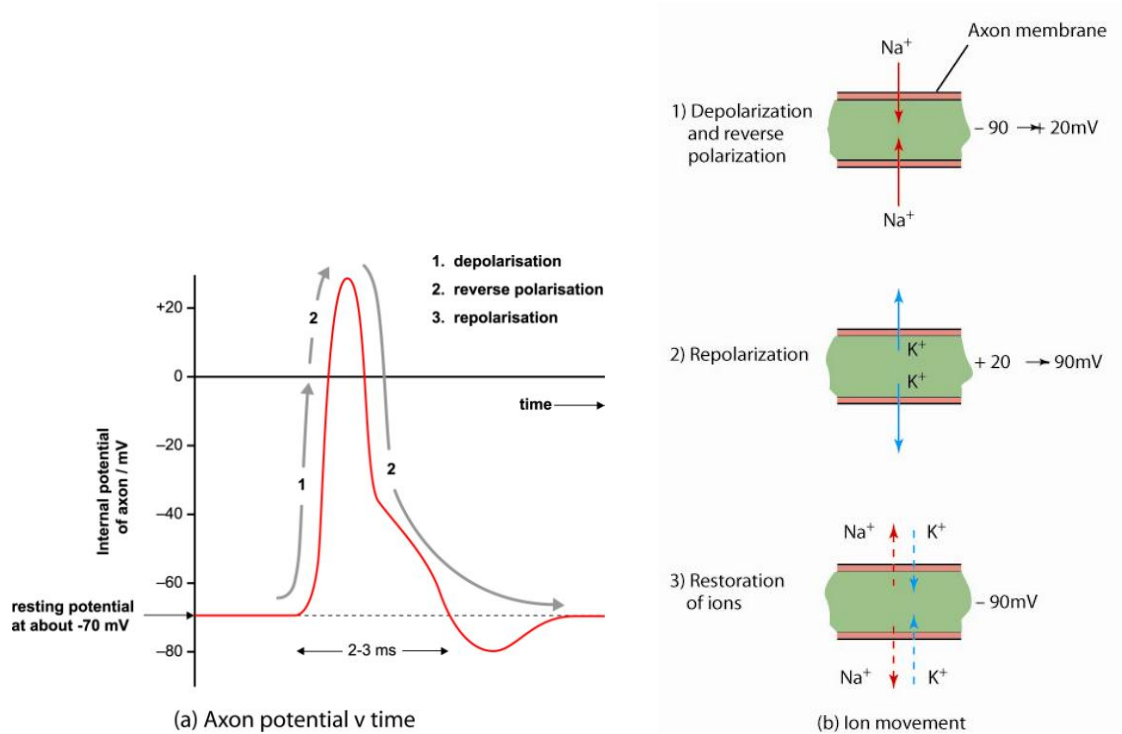 +20
0
–20
–40
–60
–80
Internal potential
of axon / mV
resting potential
at about -70 mV
1
2
2
1. depolarisation
2. reverse polarisation
3. repolarisation
time
2-3 ms
(a) Axon potential v time
Axon membrane
Na+
1) Depolarization
and reverse
polarization
– 90 + 20mV
Na+
2) Repolarization
K+
K+
+ 20 90mV
Na+ K+
3) Restoration
of ions
– 90mV
Na+ K+
(b) Ion movement